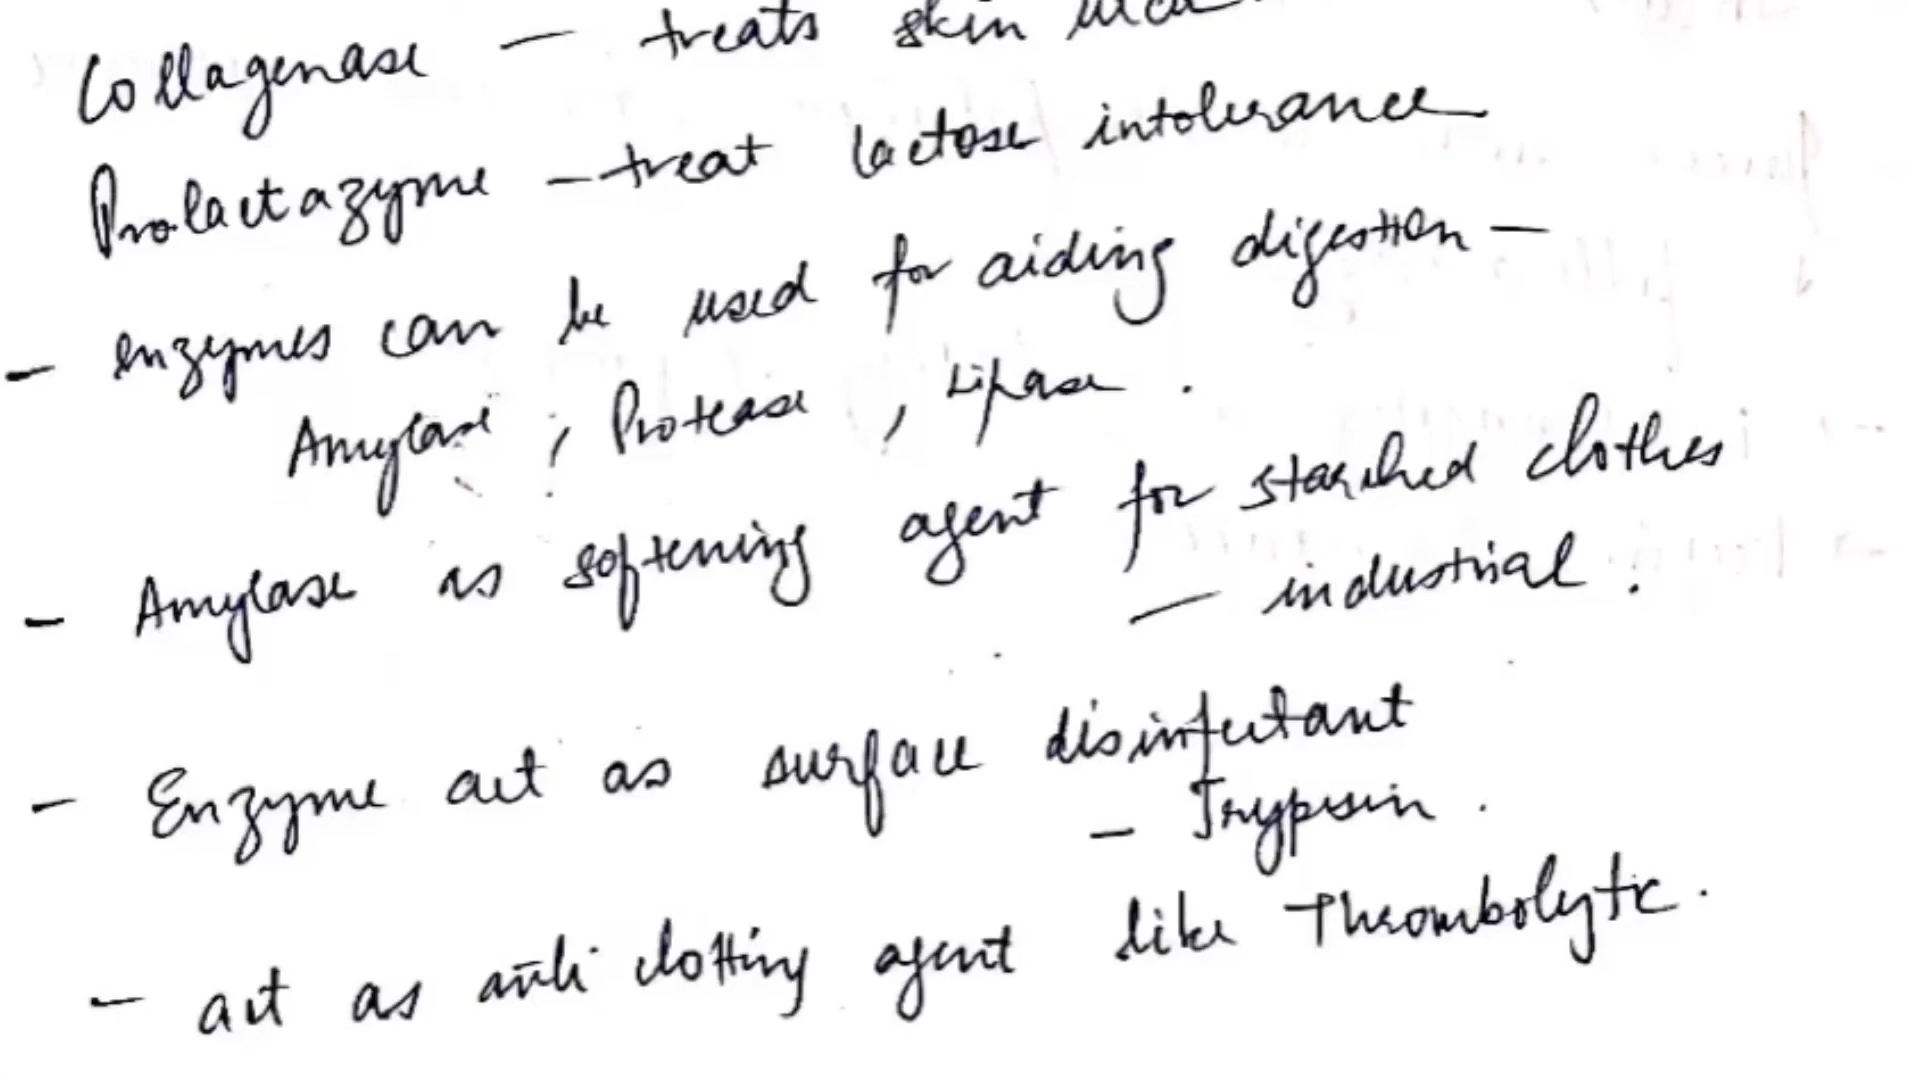 Collagenase — treats skin
Prolactazyme — treat lactose intolerance
- enzymes can be used for aiding digestion —
Amylase, Protease, Lipase.
- Amylase as softening agent for starched clothes
— industrial.
- Enzyme act as surface disinfectant
- Trypsin.
- act as anti clotting agent like Thrombolytic.